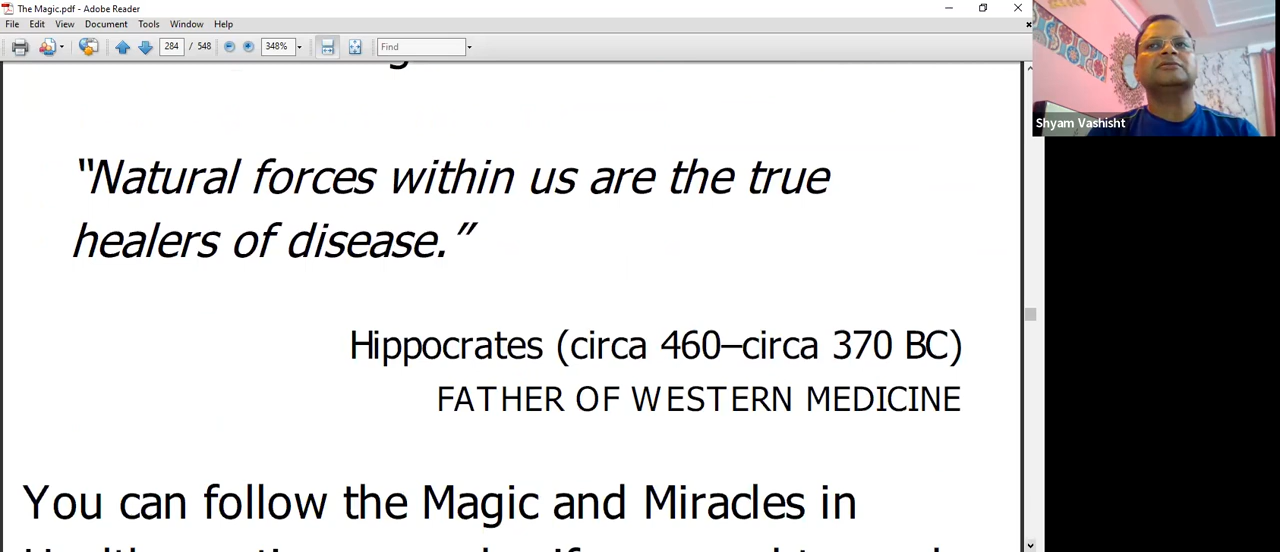 The Magic.pdf - Adobe Reader
File Edit View Document Tools Window Help
284 / 548 348% Find
“Natural forces within us are the true
healers of disease.”
Hippocrates (circa 460–circa 370 BC)
FATHER OF WESTERN MEDICINE
You can follow the Magic and Miracles in
Shyam Vashisht